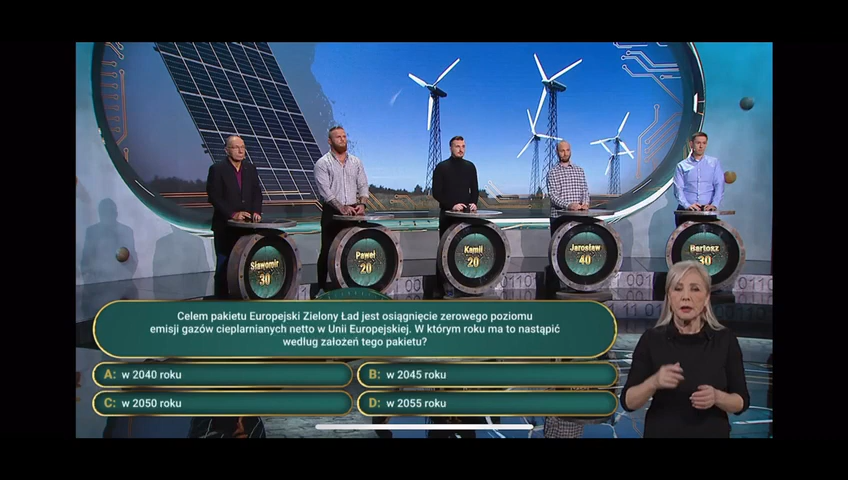 Sławomir
30
Paweł
20
Kamil
20
Jarosław
40
Bartosz
30
Celem pakietu Europejski Zielony Ład jest osiągnięcie zerowego poziomu
emisji gazów cieplarnianych netto w Unii Europejskiej. W którym roku ma to nastąpić
według założeń tego pakietu?
A: w 2040 roku
B: w 2045 roku
C: w 2050 roku
D: w 2055 roku